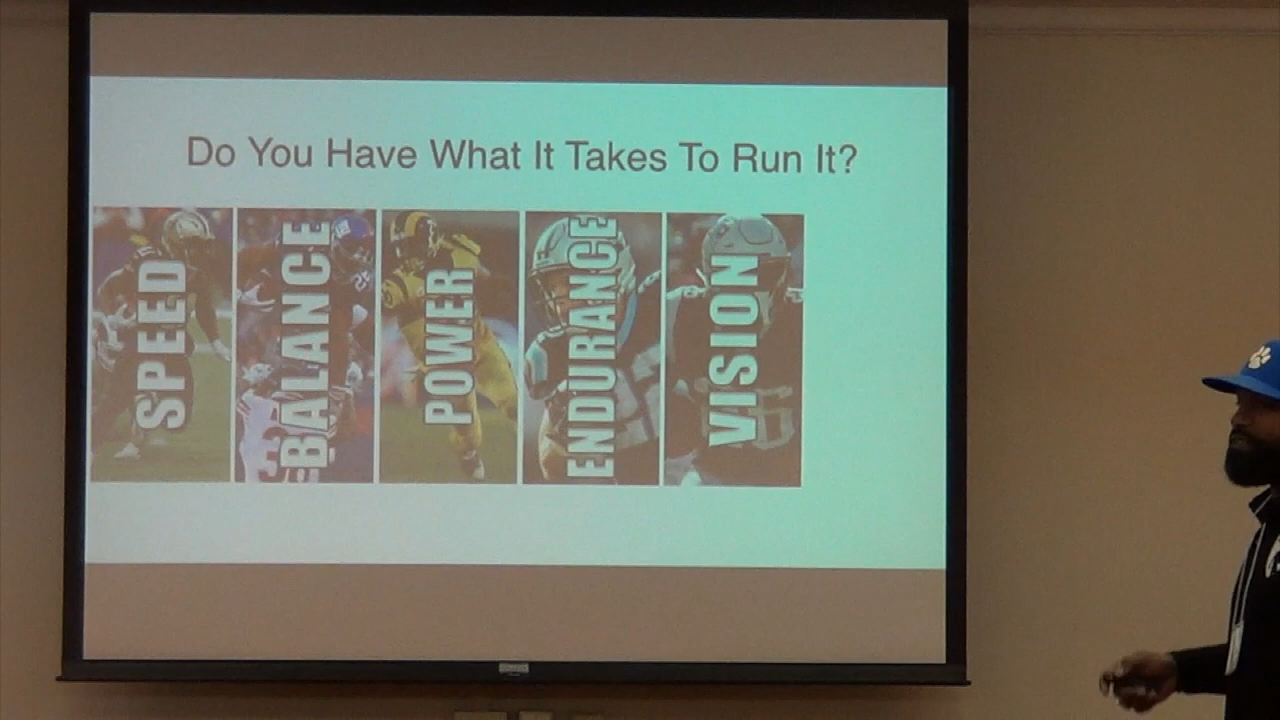 Do You Have What It Takes To Run It?
SPEED
BALANCE
POWER
ENDURANCE
VISION